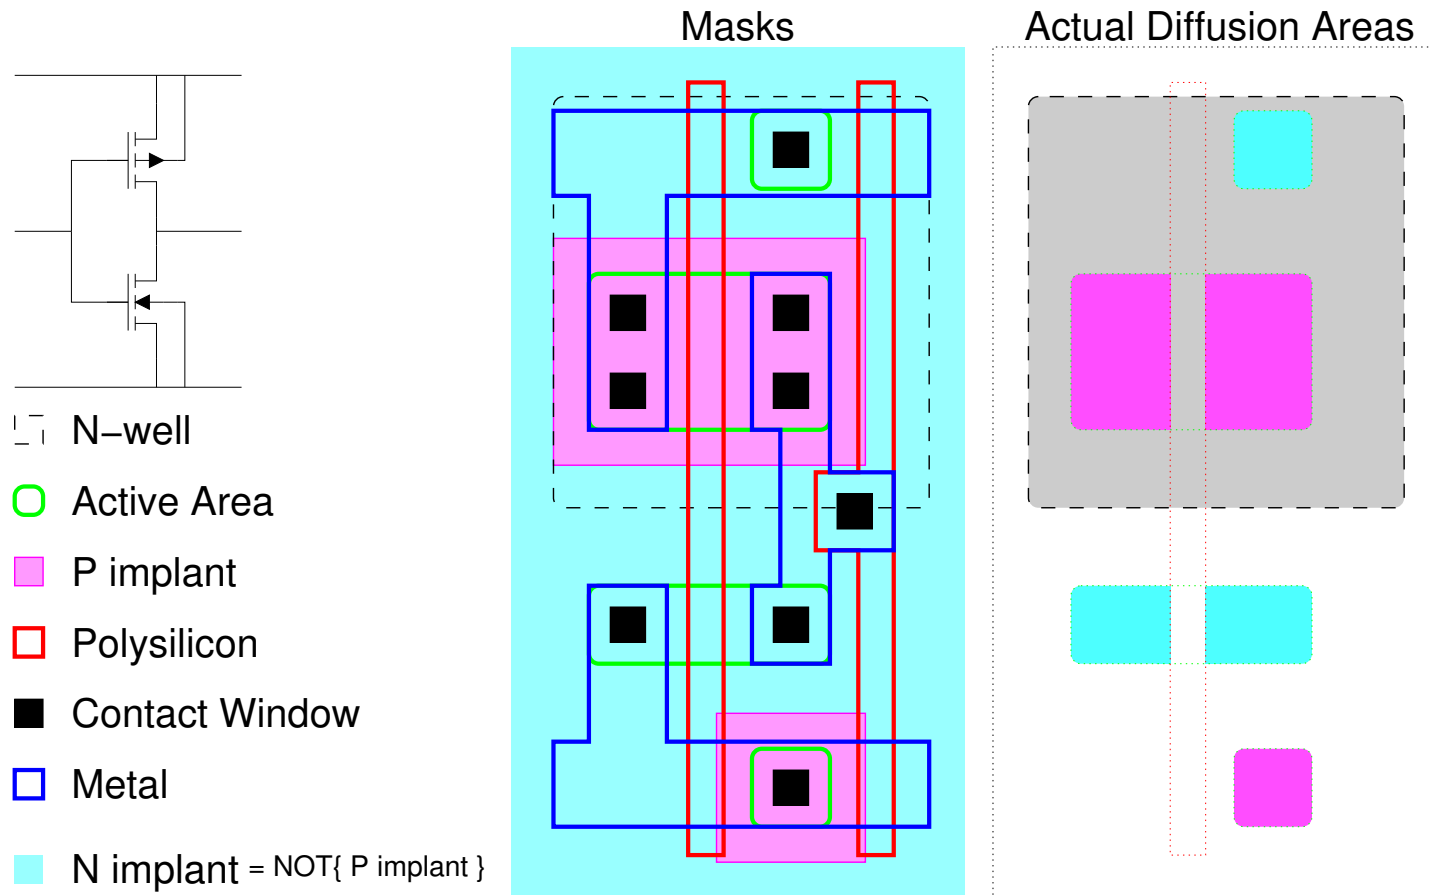 Masks
Actual Diffusion Areas
N−well
Active Area
P implant
Polysilicon
Contact Window
Metal
N implant = NOT{ P implant }